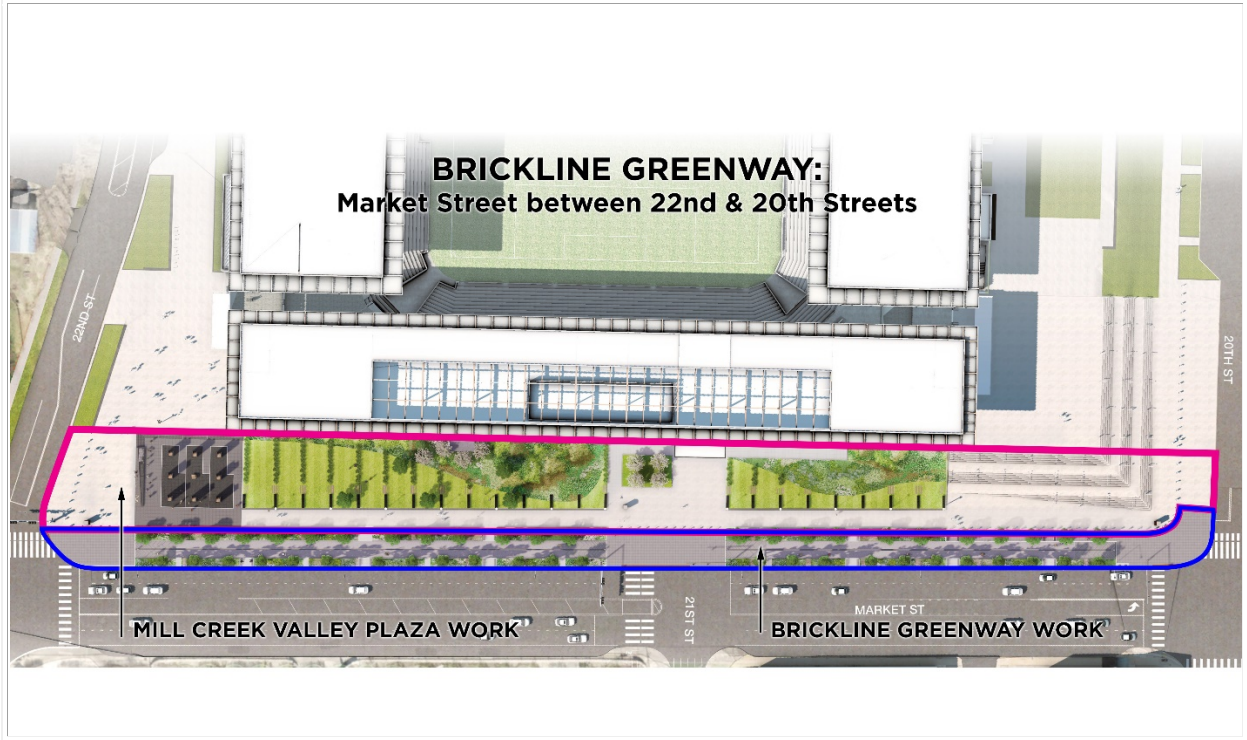 BRICKLINE GREENWAY:
Market Street between 22nd & 20th Streets
22ND ST
20TH ST
21ST ST
MARKET ST
MILL CREEK VALLEY PLAZA WORK
BRICKLINE GREENWAY WORK